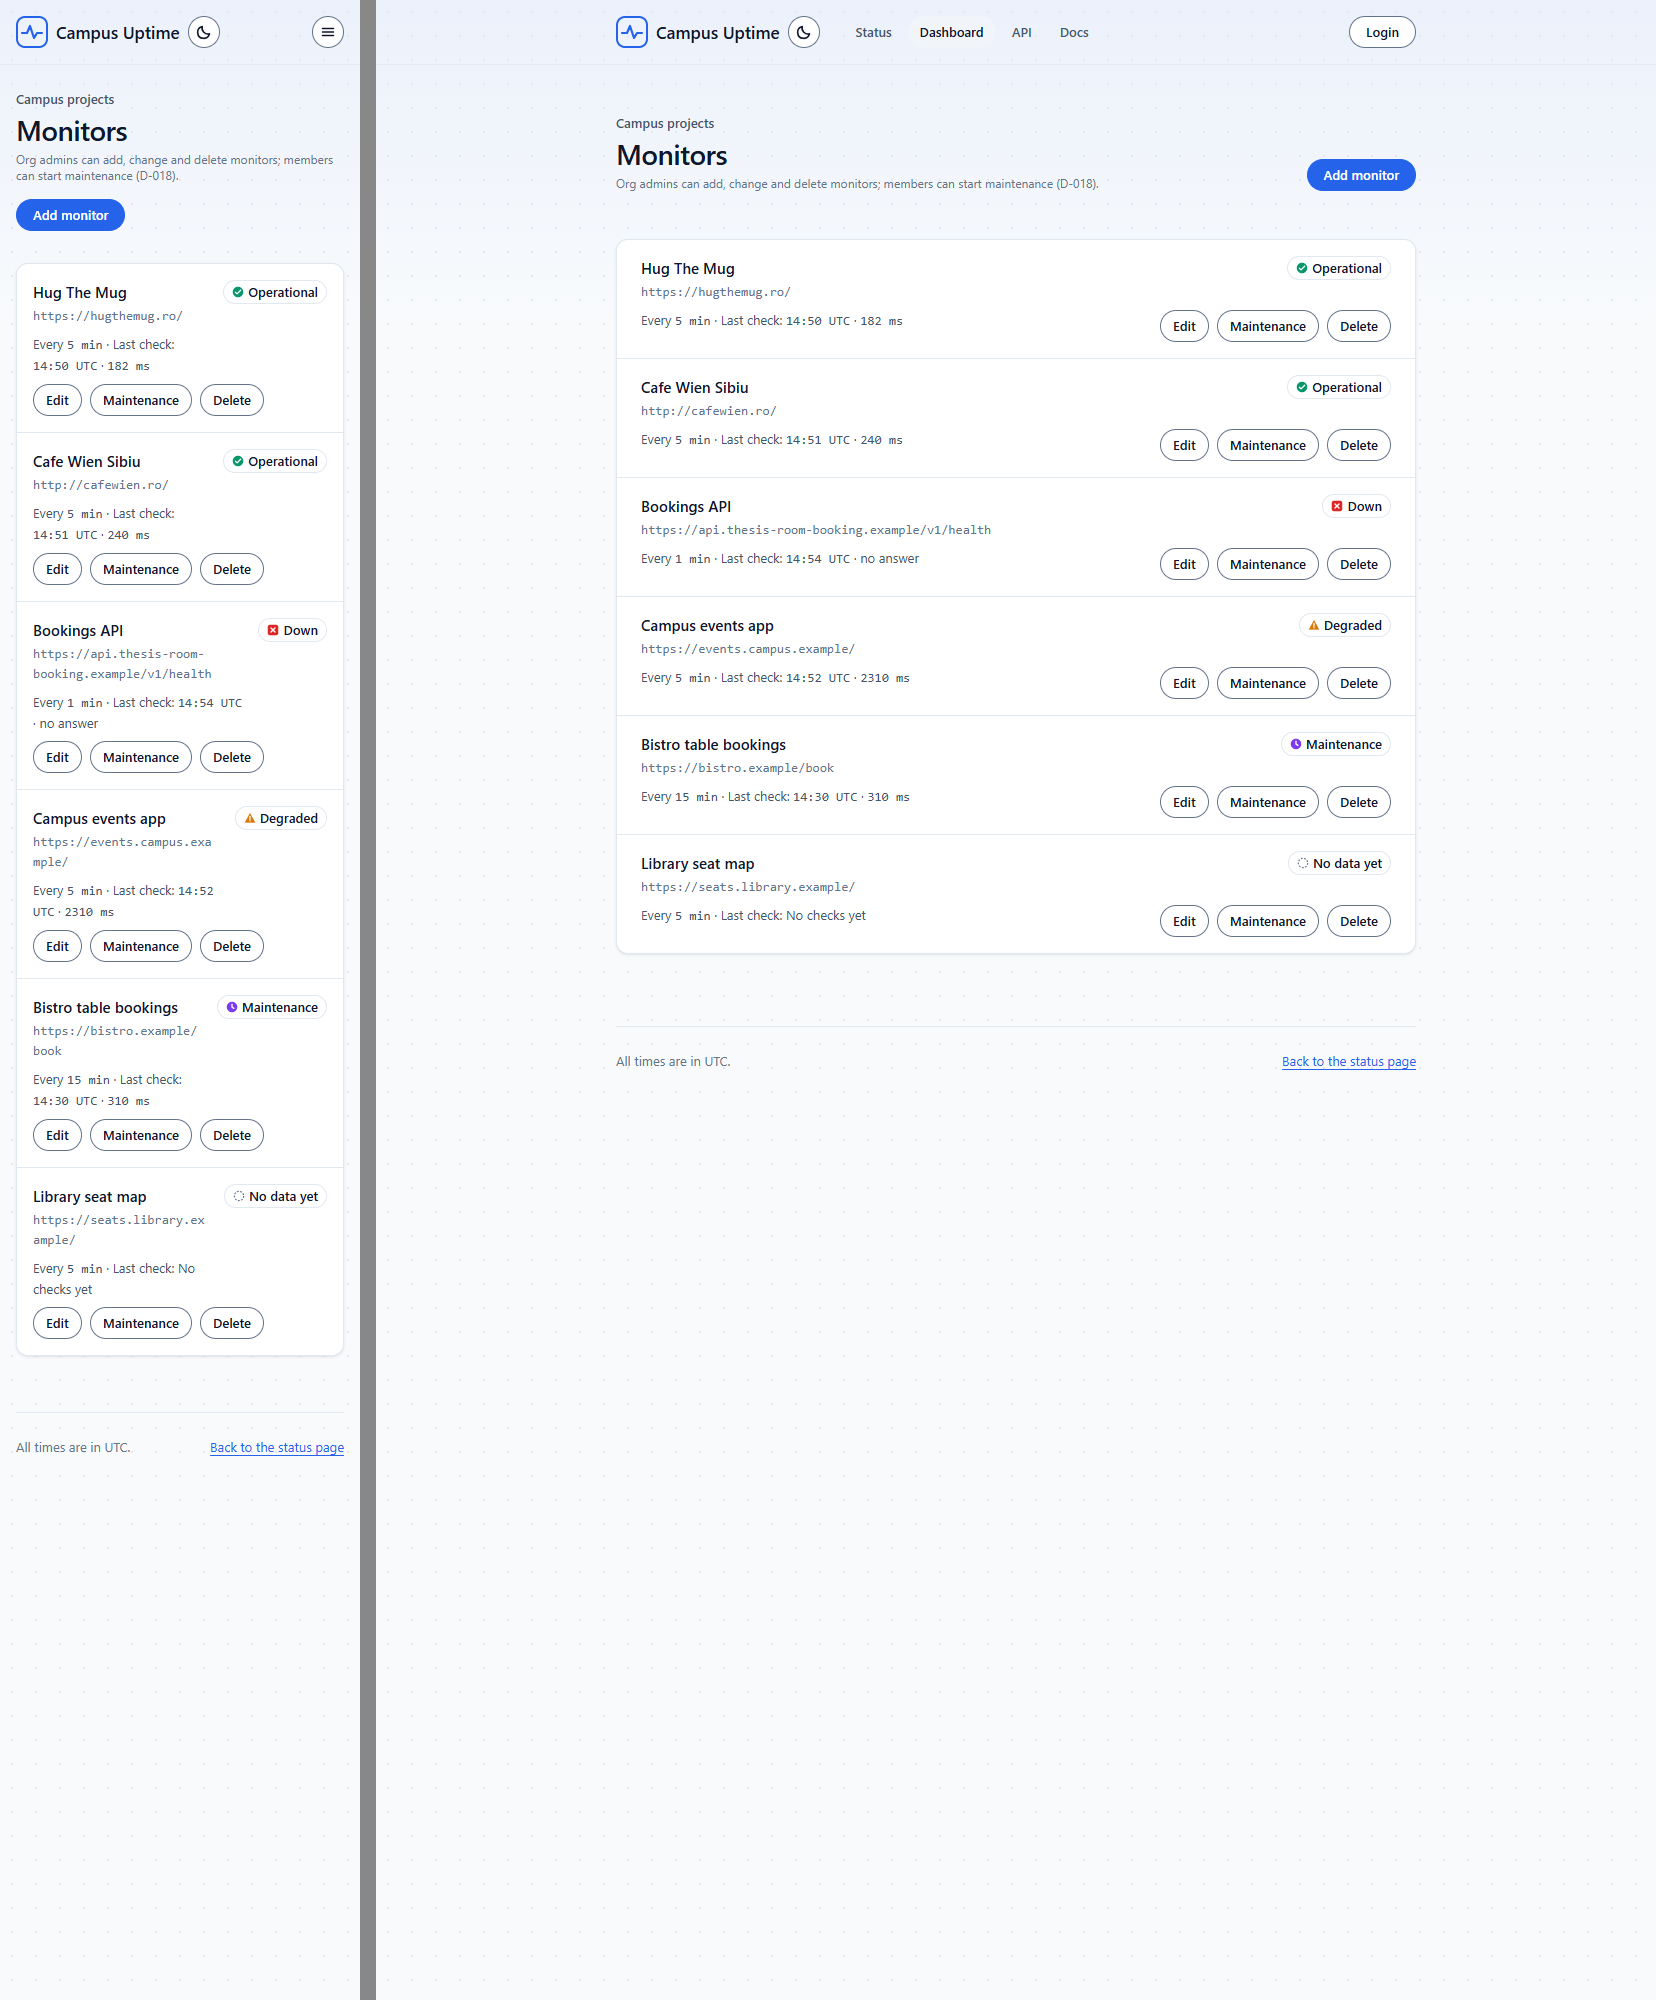 Campus Uptime
Campus projects
Monitors
Org admins can add, change and delete monitors; members
can start maintenance (D-018).
Add monitor
Hug The Mug
Operational
https://hugthemug.ro/
Every 5 min · Last check:
14:50 UTC · 182 ms
Edit Maintenance Delete
Cafe Wien Sibiu
Operational
http://cafewien.ro/
Every 5 min · Last check:
14:51 UTC · 240 ms
Edit Maintenance Delete
Bookings API
Down
https://api.thesis-room-
booking.example/v1/health
Every 1 min · Last check: 14:54 UTC
· no answer
Edit Maintenance Delete
Campus events app
Degraded
https://events.campus.exa
mple/
Every 5 min · Last check: 14:52
UTC · 2310 ms
Edit Maintenance Delete
Bistro table bookings
Maintenance
https://bistro.example/
book
Every 15 min · Last check:
14:30 UTC · 310 ms
Edit Maintenance Delete
Library seat map
No data yet
https://seats.library.ex
ample/
Every 5 min · Last check: No
checks yet
Edit Maintenance Delete
All times are in UTC.
Back to the status page
Campus Uptime Status Dashboard API Docs Login
Campus projects
Monitors
Org admins can add, change and delete monitors; members can start maintenance (D-018).
Add monitor
Hug The Mug
Operational
https://hugthemug.ro/
Every 5 min · Last check: 14:50 UTC · 182 ms
Edit Maintenance Delete
Cafe Wien Sibiu
Operational
http://cafewien.ro/
Every 5 min · Last check: 14:51 UTC · 240 ms
Edit Maintenance Delete
Bookings API
Down
https://api.thesis-room-booking.example/v1/health
Every 1 min · Last check: 14:54 UTC · no answer
Edit Maintenance Delete
Campus events app
Degraded
https://events.campus.example/
Every 5 min · Last check: 14:52 UTC · 2310 ms
Edit Maintenance Delete
Bistro table bookings
Maintenance
https://bistro.example/book
Every 15 min · Last check: 14:30 UTC · 310 ms
Edit Maintenance Delete
Library seat map
No data yet
https://seats.library.example/
Every 5 min · Last check: No checks yet
Edit Maintenance Delete
All times are in UTC.
Back to the status page